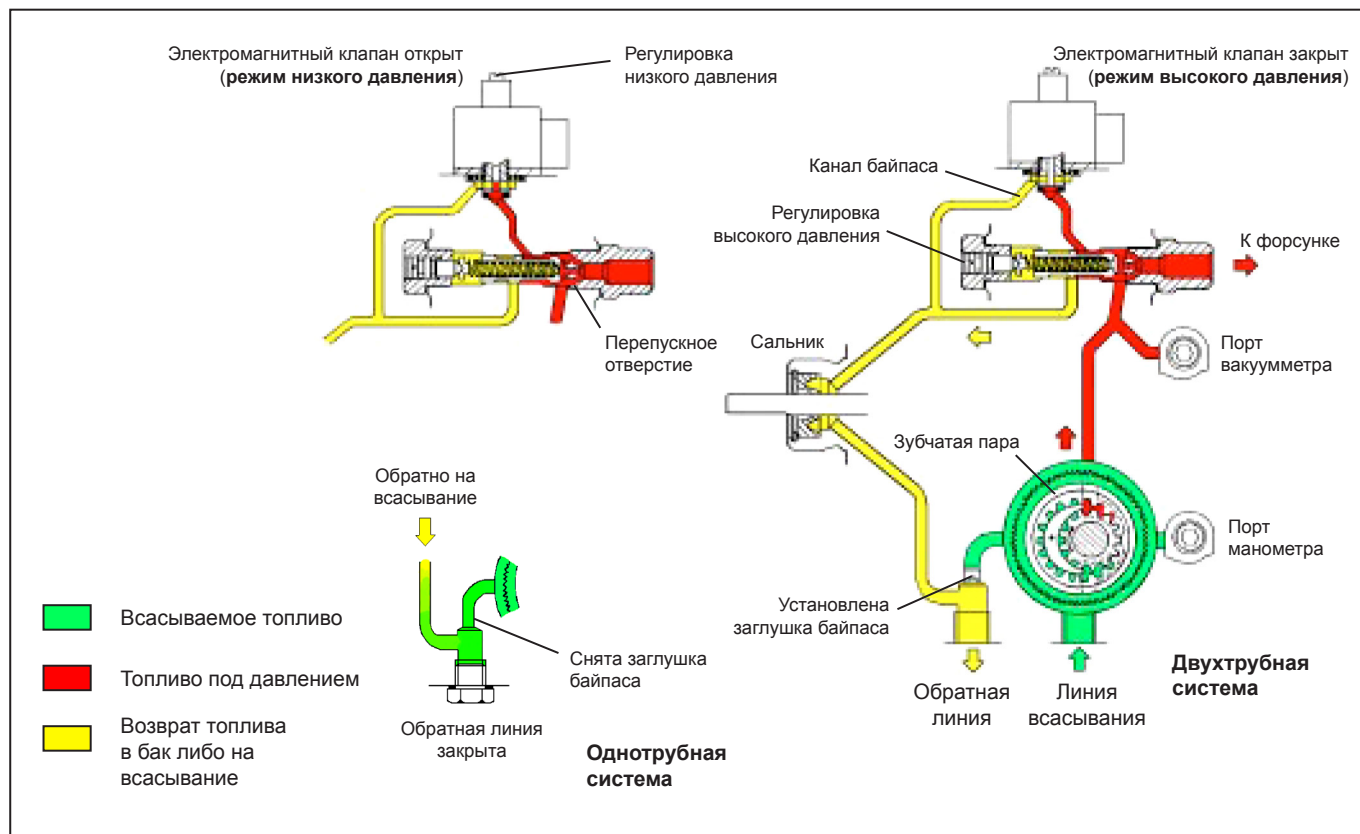 Электромагнитный клапан открыт
(режим низкого давления)
Регулировка
низкого давления
Электромагнитный клапан закрыт
(режим высокого давления)
Канал байпаса
Регулировка
высокого давления
К форсунке
Перепускное
отверстие
Сальник
Порт
вакуумметра
Зубчатая пара
Обратно на
всасывание
Порт
манометра
Установлена
заглушка байпаса
Всасываемое топливо
Снята заглушка
байпаса
Двухтрубная
система
Топливо под давлением
Обратная
линия
Линия
всасывания
Возврат топлива
в бак либо на
всасывание
Обратная линия
закрыта
Однотрубная
система